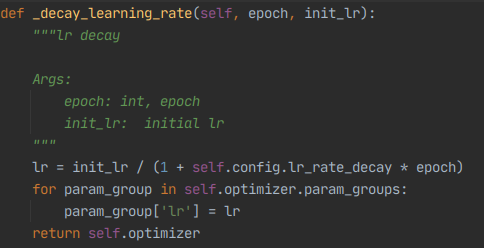 def _decay_learning_rate(self, epoch, init_lr):
    """lr decay

    Args:
        epoch: int, epoch
        init_lr:  initial lr
    """
    lr = init_lr / (1 + self.config.lr_rate_decay * epoch)
    for param_group in self.optimizer.param_groups:
        param_group['lr'] = lr
    return self.optimizer